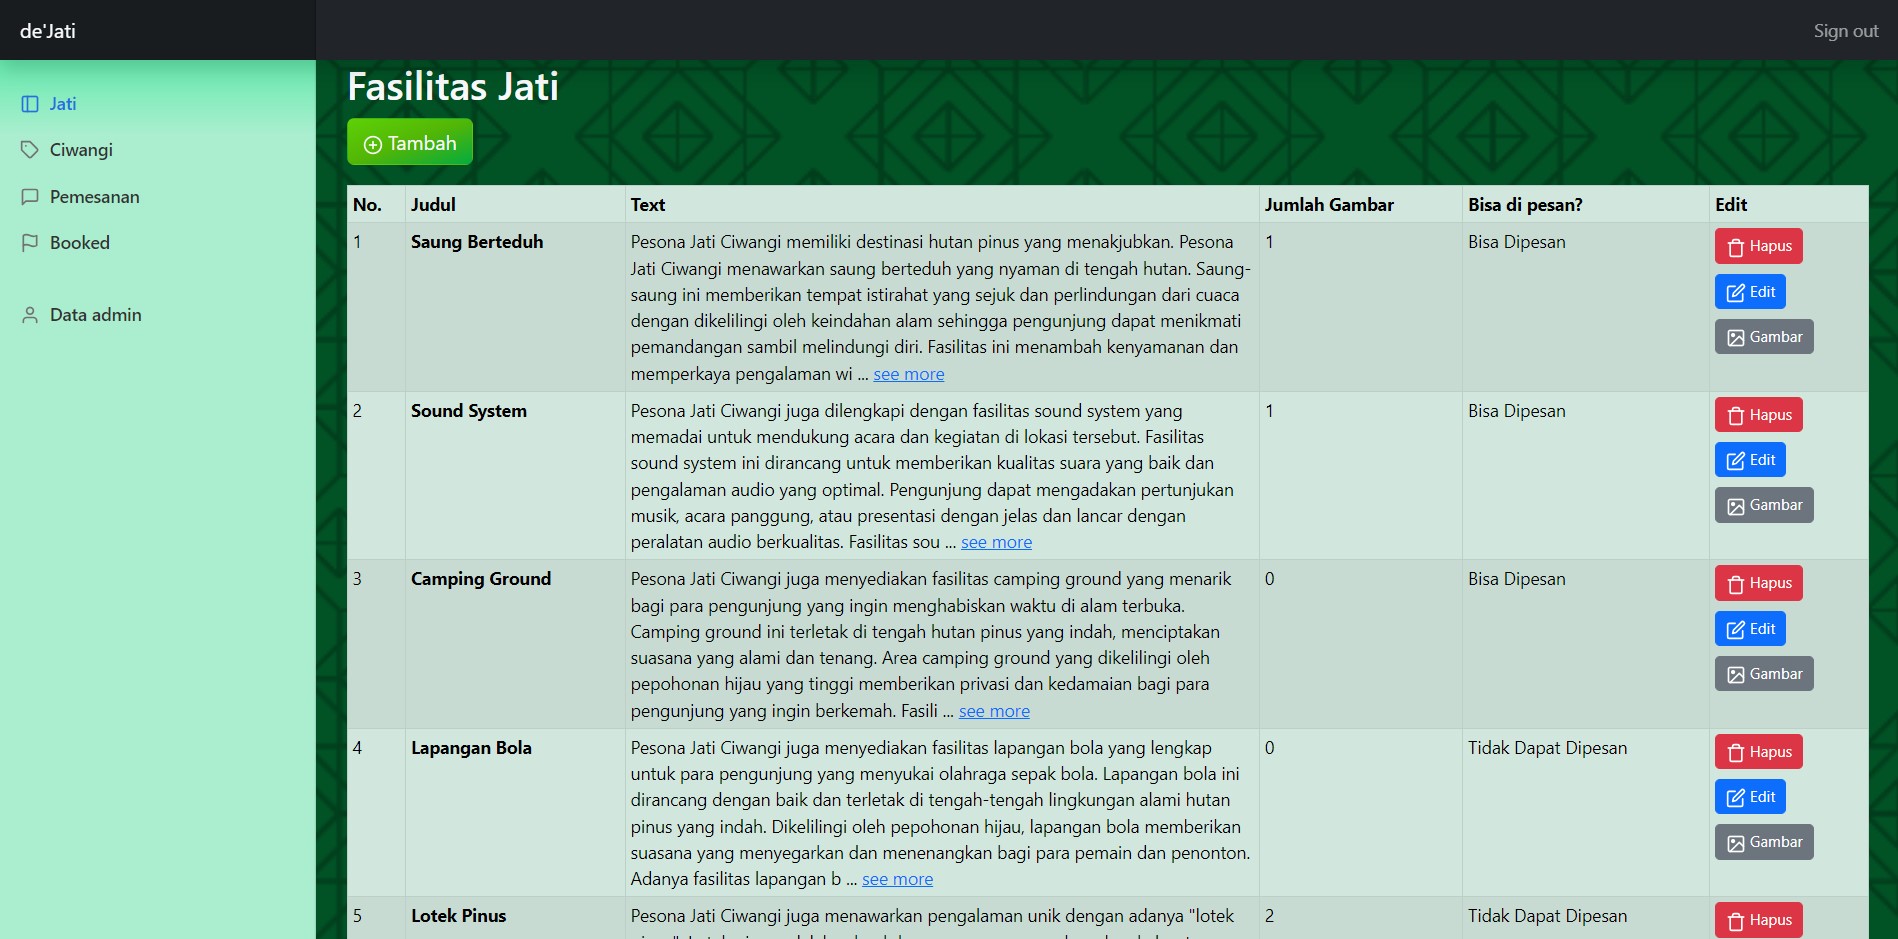 de'Jati
Sign out
Jati
Ciwangi
Pemesanan
Booked
Data admin
Fasilitas Jati
Tambah
No. Judul Text Jumlah Gambar Bisa di pesan? Edit
1 Saung Berteduh Pesona Jati Ciwangi memiliki destinasi hutan pinus yang menakjubkan. Pesona 1 Bisa Dipesan Hapus
Jati Ciwangi menawarkan saung berteduh yang nyaman di tengah hutan. Saung-
saung ini memberikan tempat istirahat yang sejuk dan perlindungan dari cuaca Edit
dengan dikelilingi oleh keindahan alam sehingga pengunjung dapat menikmati
pemandangan sambil melindungi diri. Fasilitas ini menambah kenyamanan dan Gambar
memperkaya pengalaman wi ... see more
2 Sound System Pesona Jati Ciwangi juga dilengkapi dengan fasilitas sound system yang 1 Bisa Dipesan Hapus
memadai untuk mendukung acara dan kegiatan di lokasi tersebut. Fasilitas
sound system ini dirancang untuk memberikan kualitas suara yang baik dan Edit
pengalaman audio yang optimal. Pengunjung dapat mengadakan pertunjukan
musik, acara panggung, atau presentasi dengan jelas dan lancar dengan Gambar
peralatan audio berkualitas. Fasilitas sou ... see more
3 Camping Ground Pesona Jati Ciwangi juga menyediakan fasilitas camping ground yang menarik 0 Bisa Dipesan Hapus
bagi para pengunjung yang ingin menghabiskan waktu di alam terbuka.
Camping ground ini terletak di tengah hutan pinus yang indah, menciptakan Edit
suasana yang alami dan tenang. Area camping ground yang dikelilingi oleh
pepohonan hijau yang tinggi memberikan privasi dan kedamaian bagi para Gambar
pengunjung yang ingin berkemah. Fasili ... see more
4 Lapangan Bola Pesona Jati Ciwangi juga menyediakan fasilitas lapangan bola yang lengkap 0 Tidak Dapat Dipesan Hapus
untuk para pengunjung yang menyukai olahraga sepak bola. Lapangan bola ini
dirancang dengan baik dan terletak di tengah-tengah lingkungan alami hutan Edit
pinus yang indah. Dikelilingi oleh pepohonan hijau, lapangan bola memberikan
suasana yang menyegarkan dan menenangkan bagi para pemain dan penonton. Gambar
Adanya fasilitas lapangan b ... see more
5 Lotek Pinus Pesona Jati Ciwangi juga menawarkan pengalaman unik dengan adanya "lotek 2 Tidak Dapat Dipesan Hapus